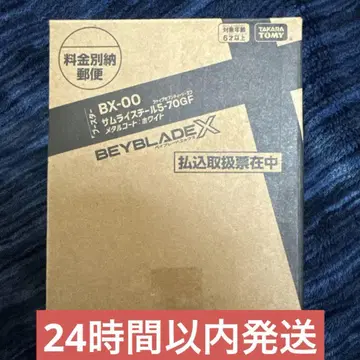 料金別納
郵便
対象年齢
6才以上
TAKARA
TOMY
ブースター
BX-00
サムライスチール5-70GF
メタルコート:ホワイト
BEYBLADE X
払込取扱票在中
24時間以内発送